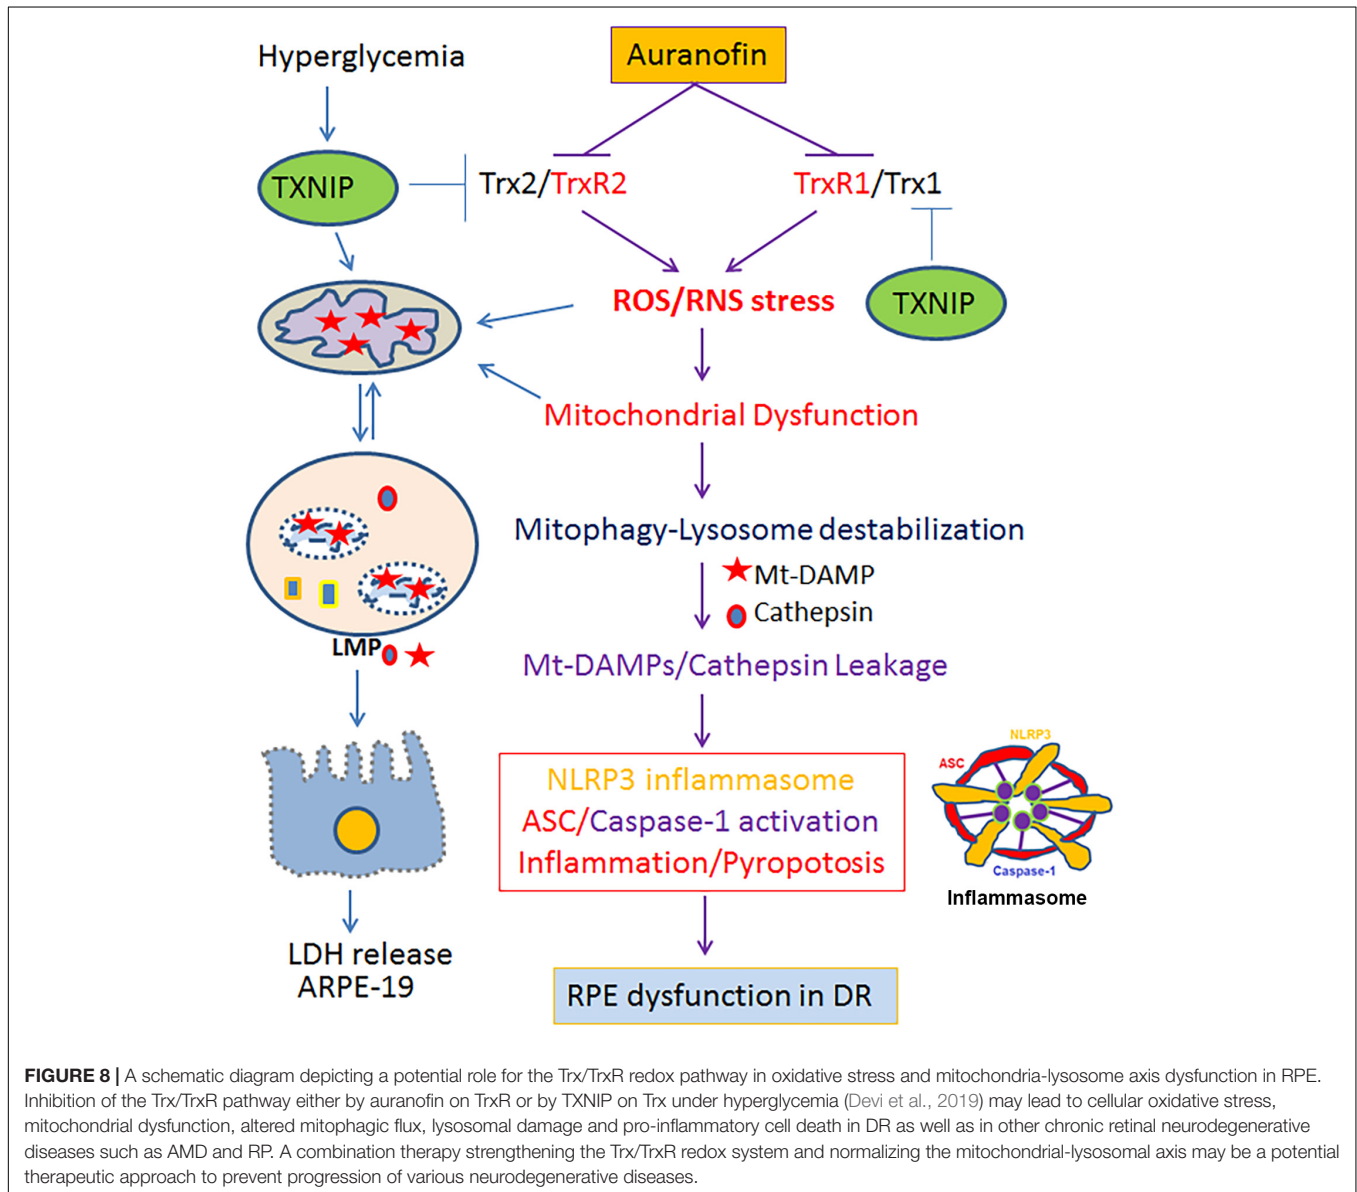 Hyperglycemia
Auranofin
TXNIP
Trx2/TrxR2
TrxR1/Trx1
ROS/RNS stress
TXNIP
Mitochondrial Dysfunction
Mitophagy-Lysosome destabilization
Mt-DAMP
Cathepsin
LMP
Mt-DAMPs/Cathepsin Leakage
NLRP3 inflammasome
ASC/Caspase-1 activation
Inflammation/Pyropotosis
NLRP3
ASC
Caspase-1
Inflammasome
LDH release
ARPE-19
RPE dysfunction in DR
FIGURE 8 | A schematic diagram depicting a potential role for the Trx/TrxR redox pathway in oxidative stress and mitochondria-lysosome axis dysfunction in RPE.
Inhibition of the Trx/TrxR pathway either by auranofin on TrxR or by TXNIP on Trx under hyperglycemia (Devi et al., 2019) may lead to cellular oxidative stress,
mitochondrial dysfunction, altered mitophagic flux, lysosomal damage and pro-inflammatory cell death in DR as well as in other chronic retinal neurodegenerative
diseases such as AMD and RP. A combination therapy strengthening the Trx/TrxR redox system and normalizing the mitochondrial-lysosomal axis may be a potential
therapeutic approach to prevent progression of various neurodegenerative diseases.